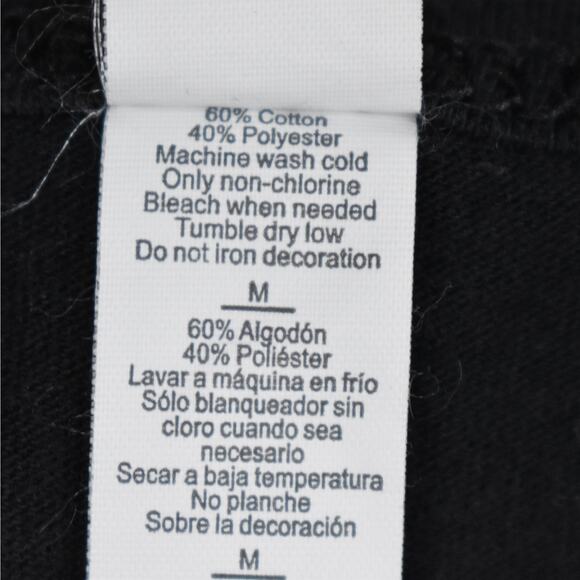 60% Cotton
40% Polyester
Machine wash cold
Only non-chlorine
Bleach when needed
Tumble dry low
Do not iron decoration
M
60% Algodón
40% Poliéster
Lavar a máquina en frío
Sólo blanqueador sin
cloro cuando sea
necesario
Secar a baja temperatura
No planche
Sobre la decoración
M